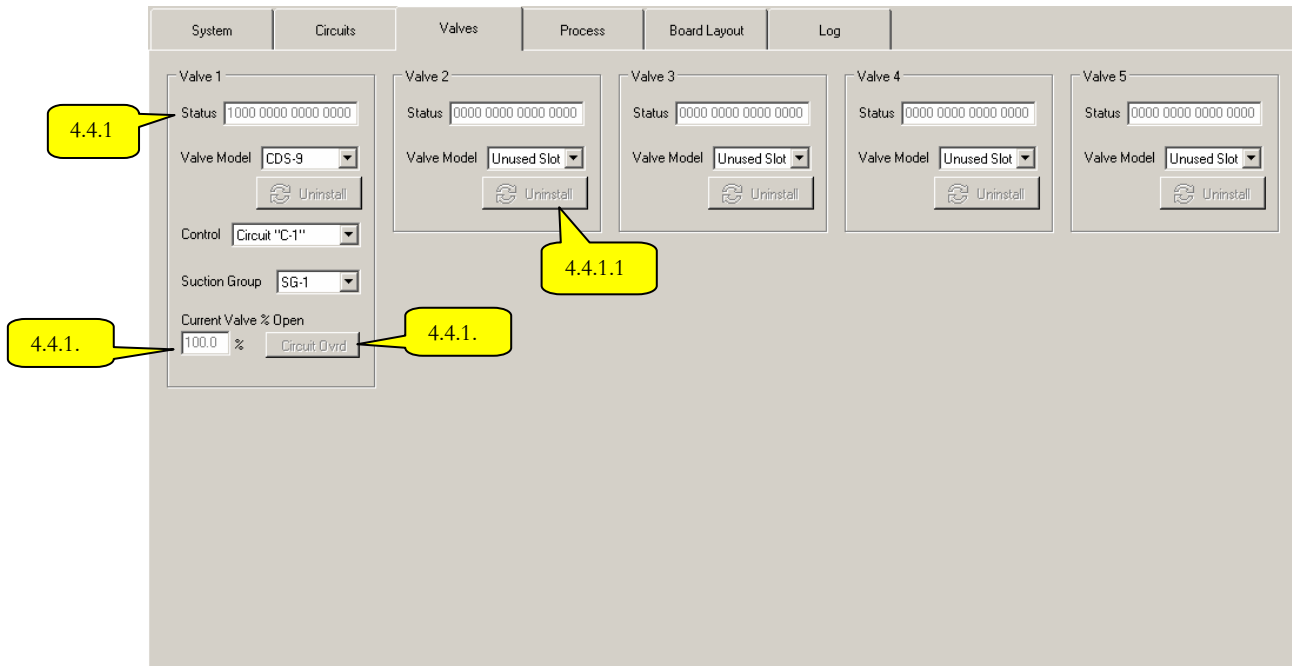 System Circuits Valves Process Board Layout Log
Valve 1 Valve 2 Valve 3 Valve 4 Valve 5
4.4.1
Status 1000 0000 0000 0000 Status 0000 0000 0000 0000 Status 0000 0000 0000 0000 Status 0000 0000 0000 0000 Status 0000 0000 0000 0000
Valve Model CDS-9 Valve Model Unused Slot Valve Model Unused Slot Valve Model Unused Slot Valve Model Unused Slot
Uninstall Uninstall Uninstall Uninstall Uninstall
Control Circuit "C-1"
4.4.1.1
Suction Group SG-1
Current Valve % Open
4.4.1. 100.0 % Circuit Ovrd 4.4.1.